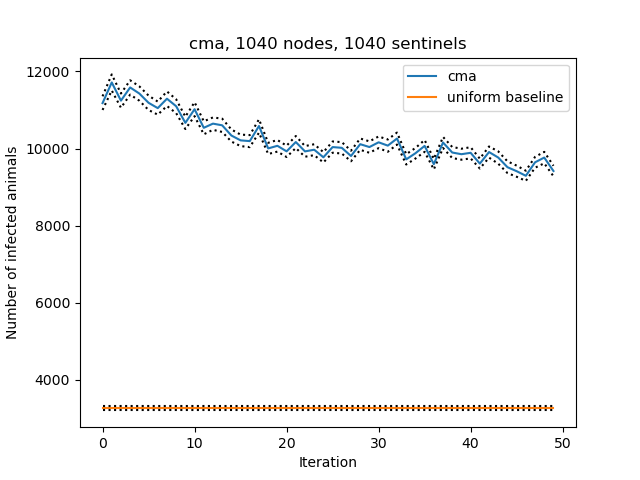 cma, 1040 nodes, 1040 sentinels
cma
uniform baseline
Number of infected animals
12000
10000
8000
6000
4000
0 10 20 30 40 50
Iteration